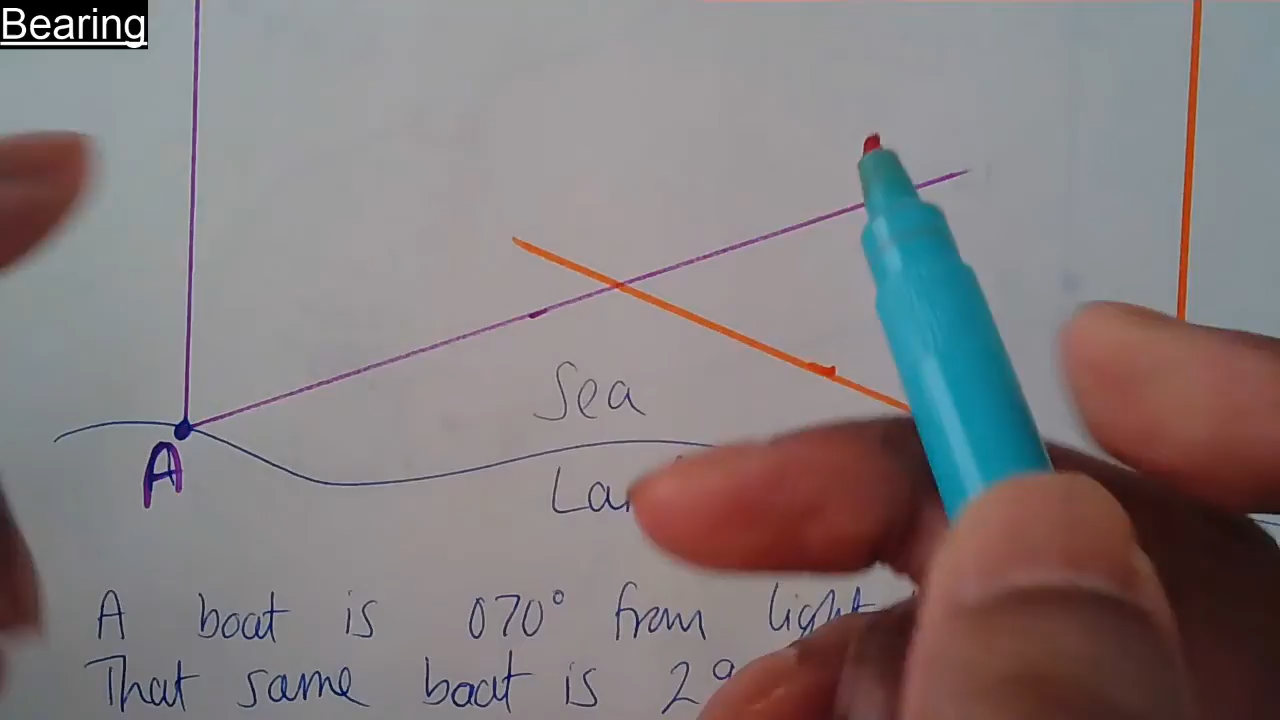 Bearing
Sea
A
A boat is 070° from
That same boat is